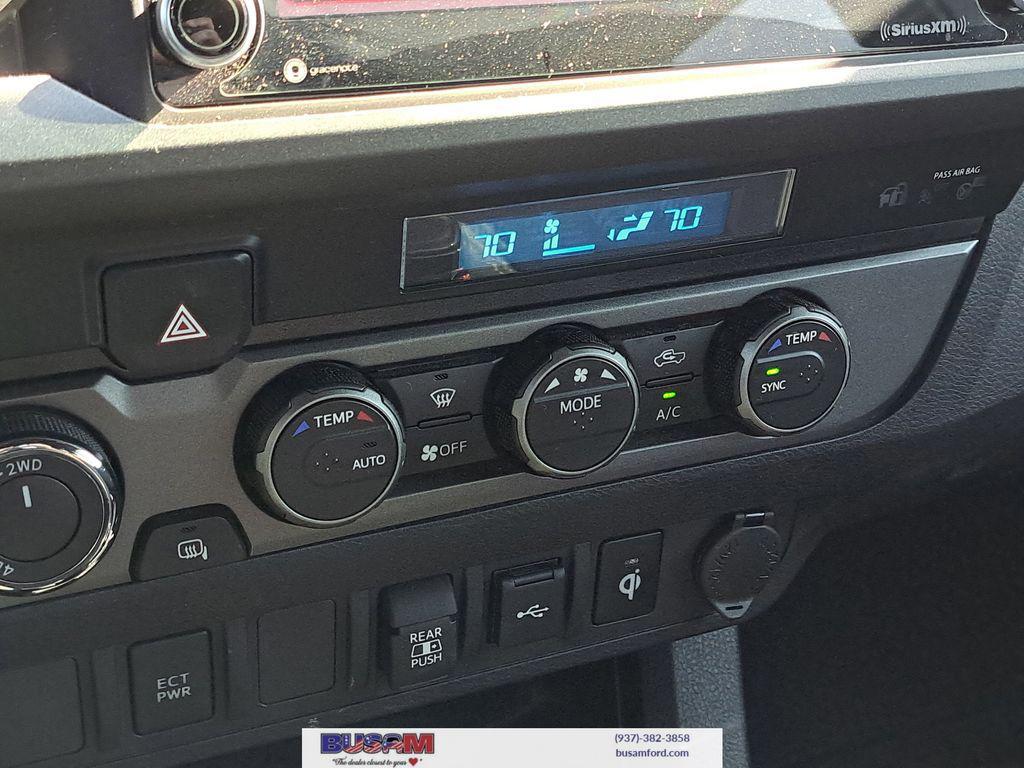 SiriusXM
gracenote
PASS AIR BAG
70 70
TEMP
SYNC
MODE
A/C
TEMP
AUTO
OFF
2WD
REAR
PUSH
ECT
PWR
BUSAM
"The dealer closest to your
(937)-382-3858
busamford.com